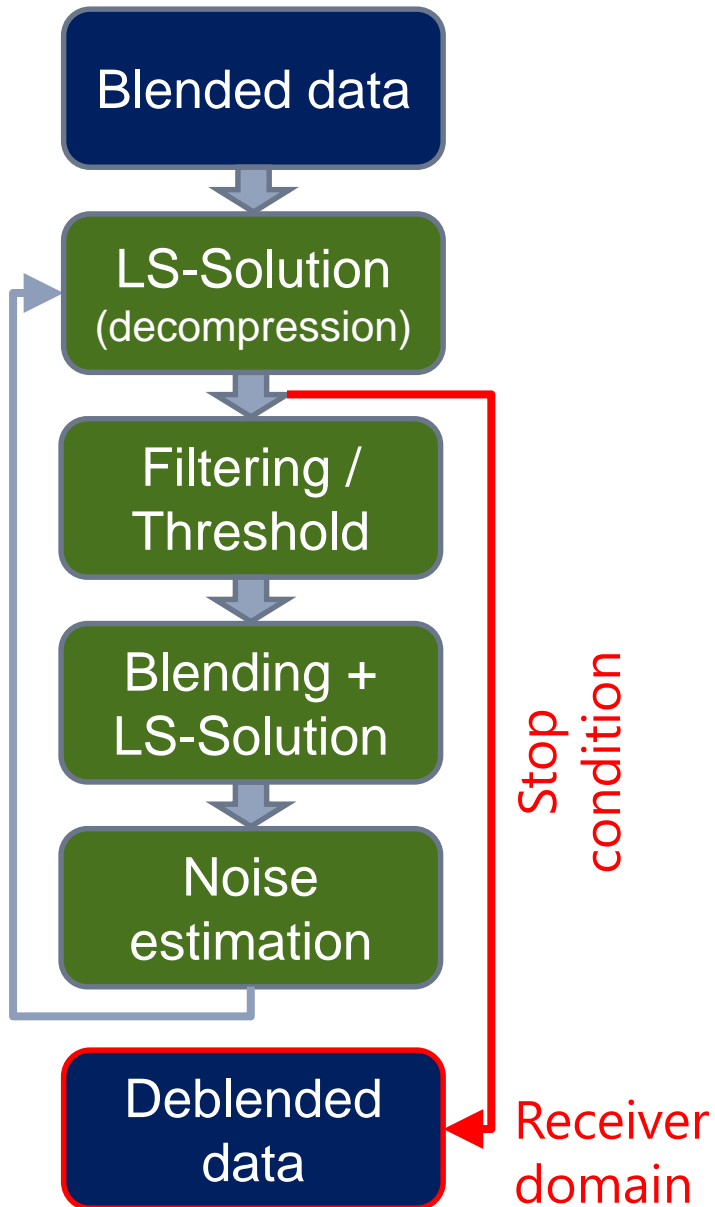 Blended data
LS-Solution
(decompression)
Filtering /
Threshold
Blending +
LS-Solution
Noise
estimation
Stop
condition
Deblended
data
Receiver
domain